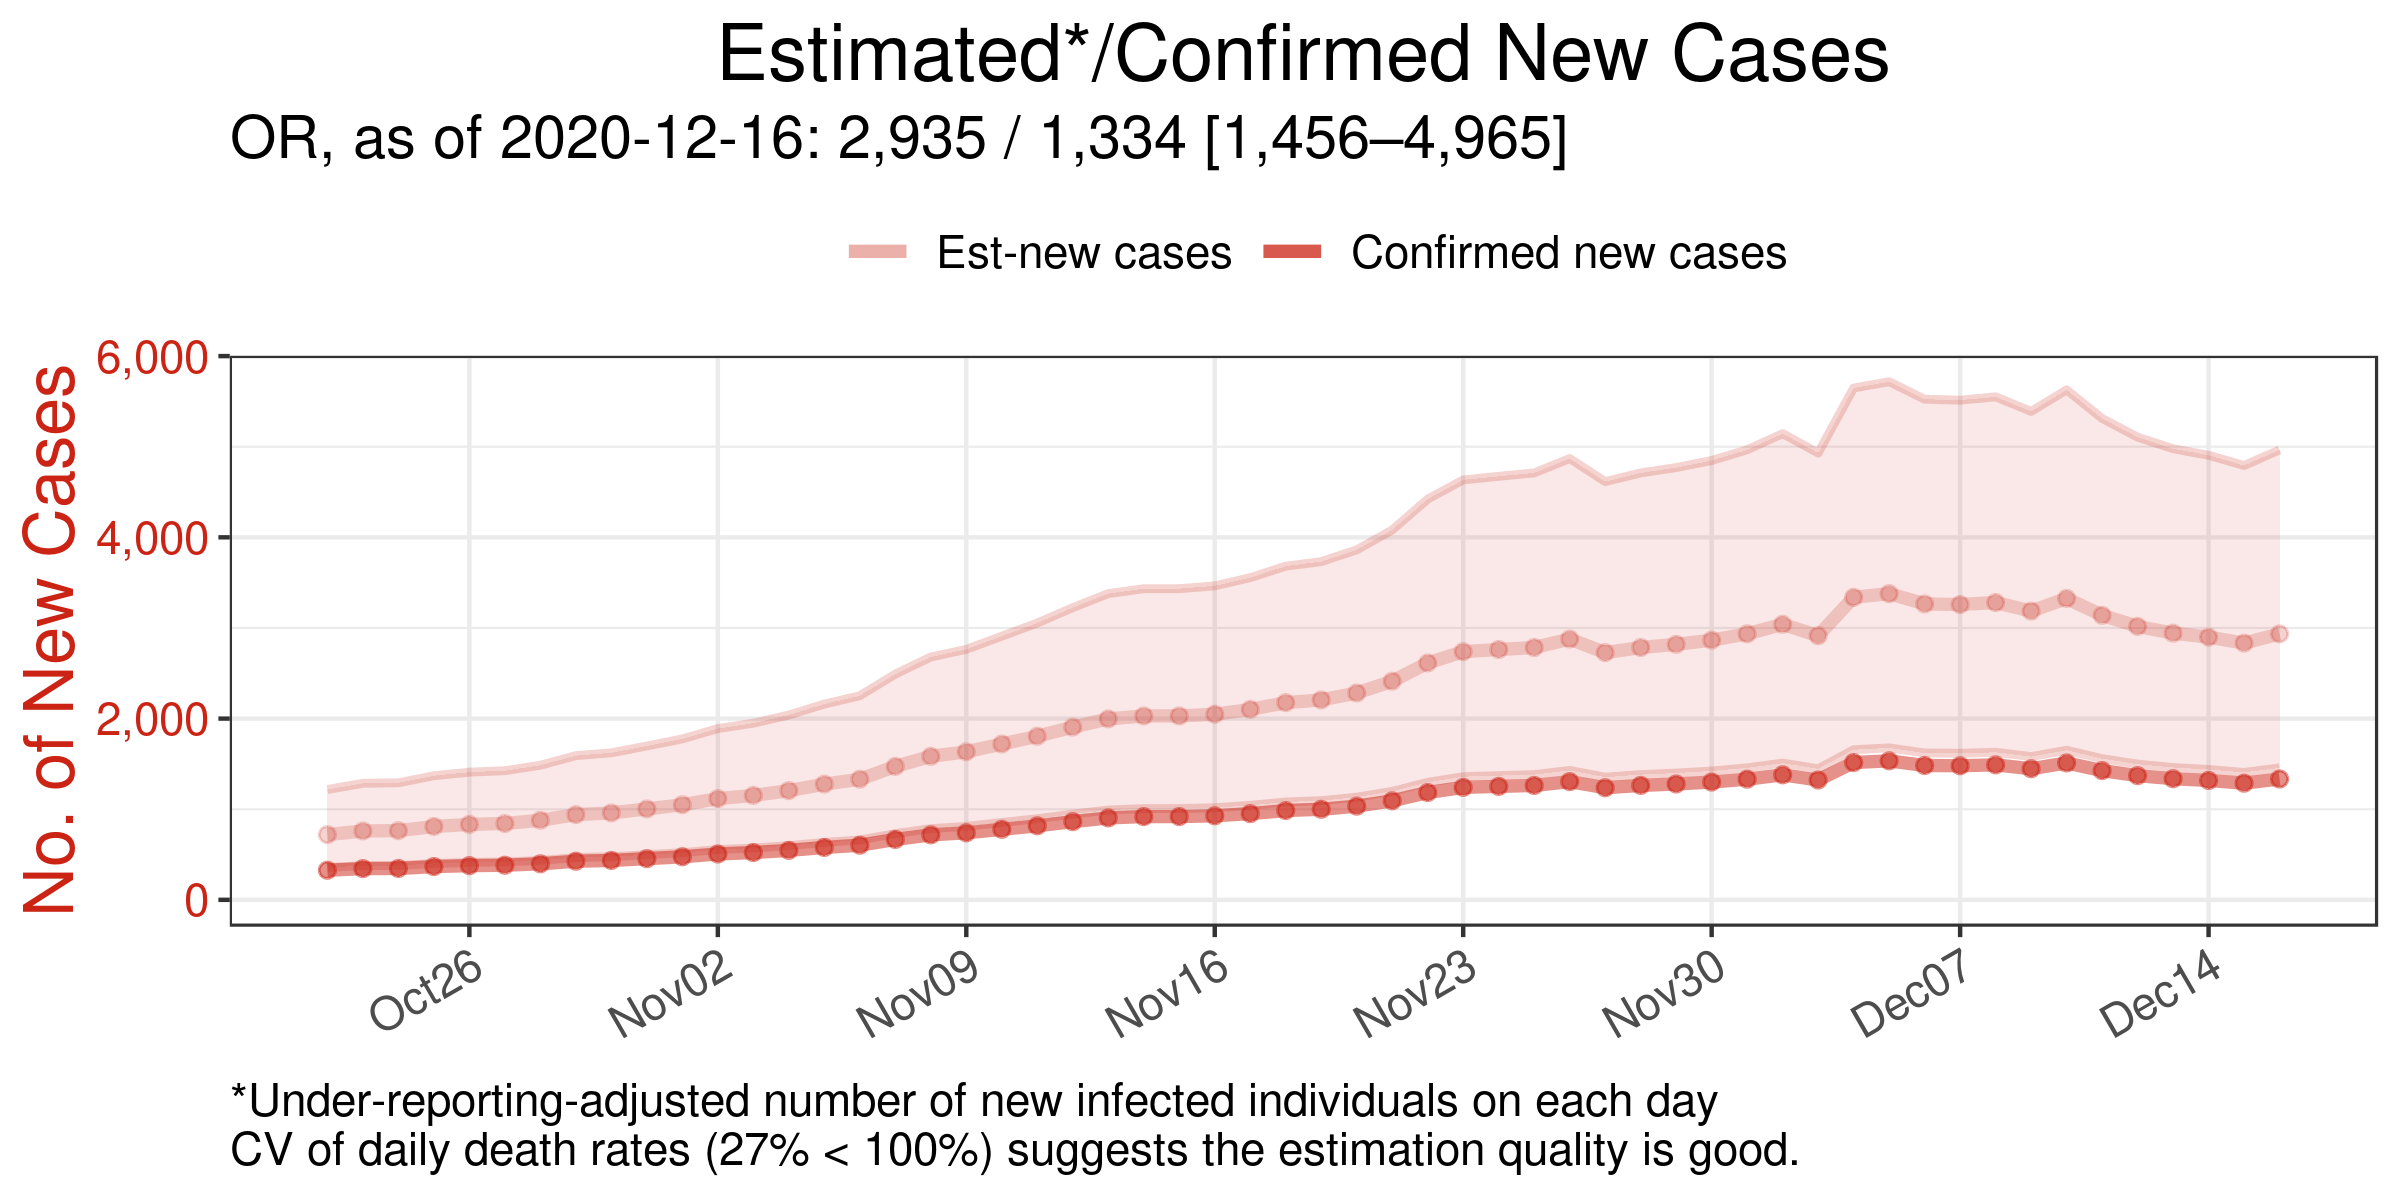 Estimated*/Confirmed New Cases
OR, as of 2020-12-16: 2,935 / 1,334 [1,456–4,965]
Est-new cases Confirmed new cases
No. of New Cases
6,000
4,000
2,000
0
Oct26 Nov02 Nov09 Nov16 Nov23 Nov30 Dec07 Dec14
*Under-reporting-adjusted number of new infected individuals on each day
CV of daily death rates (27% < 100%) suggests the estimation quality is good.